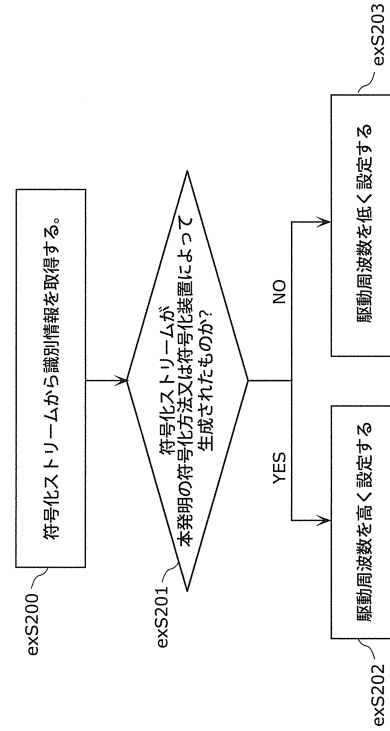 exS200
符号化ストリームから識別情報を取得する。
exS201
符号化ストリームが
本発明の符号化方法又は符号化装置によって
生成されたものか?
YES
NO
exS202
駆動周波数を高く設定する
exS203
駆動周波数を低く設定する